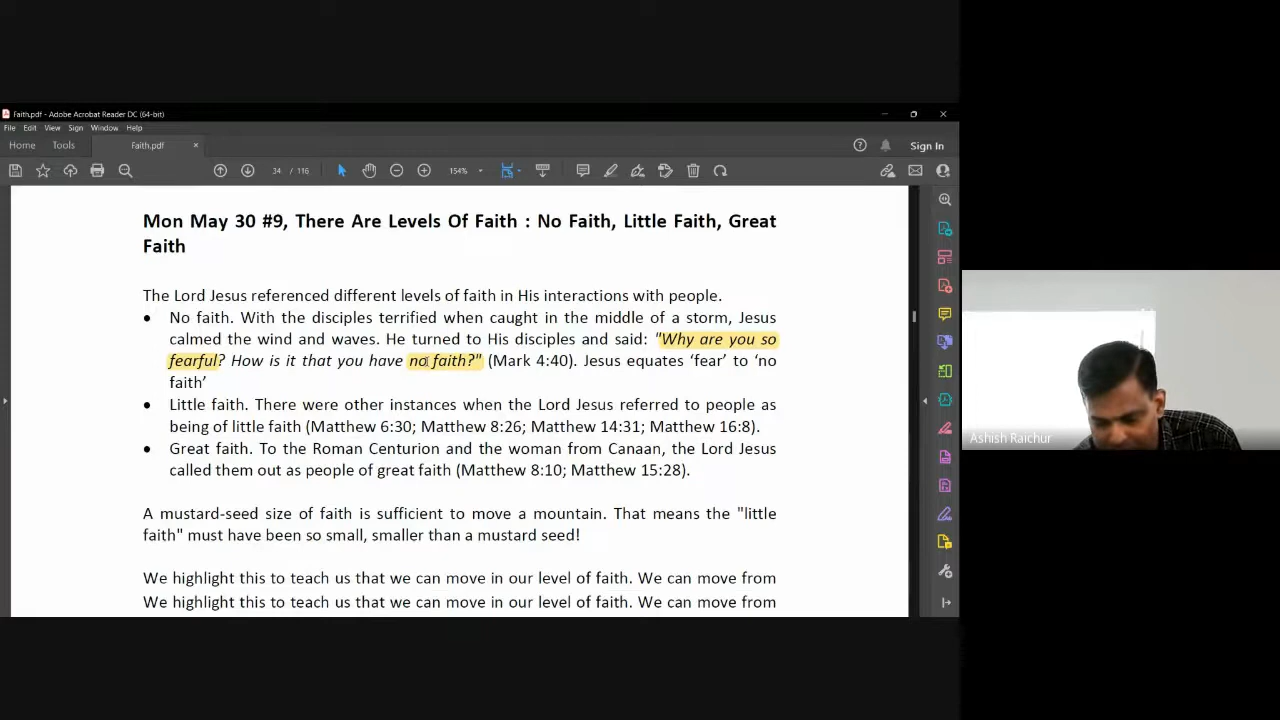 Faith.pdf - Adobe Acrobat Reader DC (64-bit)
File Edit View Sign Window Help
Home Tools Faith.pdf × Sign In
34 / 116 154%
Mon May 30 #9, There Are Levels Of Faith : No Faith, Little Faith, Great
Faith
The Lord Jesus referenced different levels of faith in His interactions with people.
• No faith. With the disciples terrified when caught in the middle of a storm, Jesus
calmed the wind and waves. He turned to His disciples and said: "Why are you so
fearful? How is it that you have no faith?" (Mark 4:40). Jesus equates ‘fear’ to ‘no
faith’
• Little faith. There were other instances when the Lord Jesus referred to people as
being of little faith (Matthew 6:30; Matthew 8:26; Matthew 14:31; Matthew 16:8).
• Great faith. To the Roman Centurion and the woman from Canaan, the Lord Jesus
called them out as people of great faith (Matthew 8:10; Matthew 15:28).
A mustard-seed size of faith is sufficient to move a mountain. That means the "little
faith" must have been so small, smaller than a mustard seed!
We highlight this to teach us that we can move in our level of faith. We can move from
We highlight this to teach us that we can move in our level of faith. We can move from
Ashish Raichur